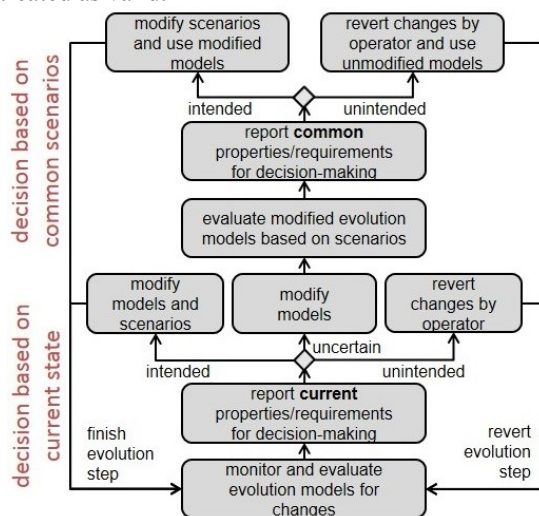 modify scenarios
and use modified
models
revert changes by
operator and use
unmodified models
intended
unintended
report common
properties/requirements
for decision-making
evaluate modified evolution
models based on scenarios
decision based on
common scenarios
modify
models and
scenarios
modify
models
revert
changes by
operator
uncertain
intended
unintended
report current
properties/requirements
for decision-making
decision based on
current state
finish
evolution
step
revert
evolution
step
monitor and evaluate
evolution models for
changes